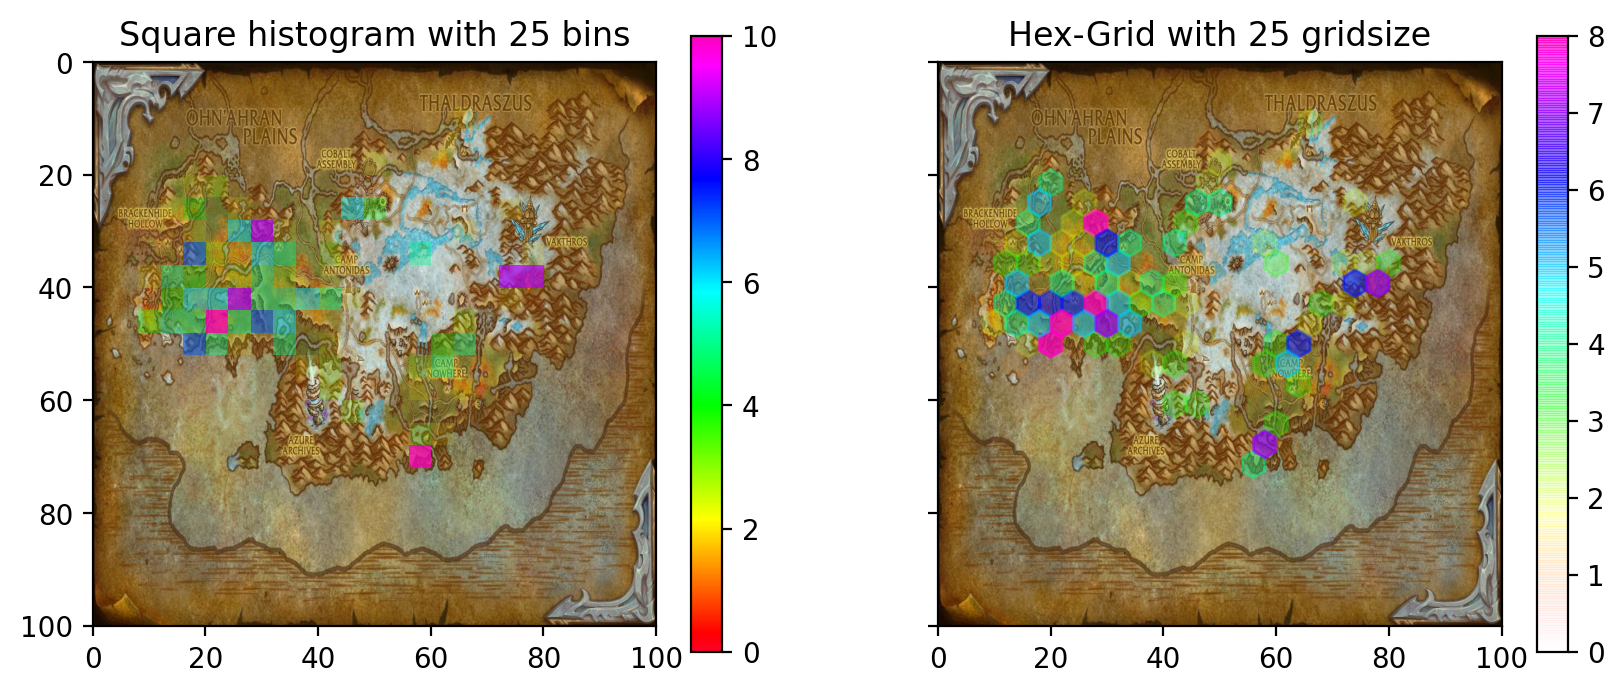 Square histogram with 25 bins
0
20
40
60
80
100
0
20
40
60
80
100
OHN'AHRAN
PLAINS
THALDRASZUS
COBALT
ASSEMBLY
BRACKENHIDE
HOLLOW
VAKTHROS
CAMP
ANTONIDAS
CAMP
NOWHERE
AZURE
ARCHIVES
10
8
6
4
2
0
Hex-Grid with 25 gridsize
0
20
40
60
80
100
OHN'AHRAN
PLAINS
THALDRASZUS
COBALT
ASSEMBLY
BRACKENHIDE
HOLLOW
VAKTHROS
CAMP
ANTONIDAS
CAMP
NOWHERE
AZURE
ARCHIVES
8
7
6
5
4
3
2
1
0